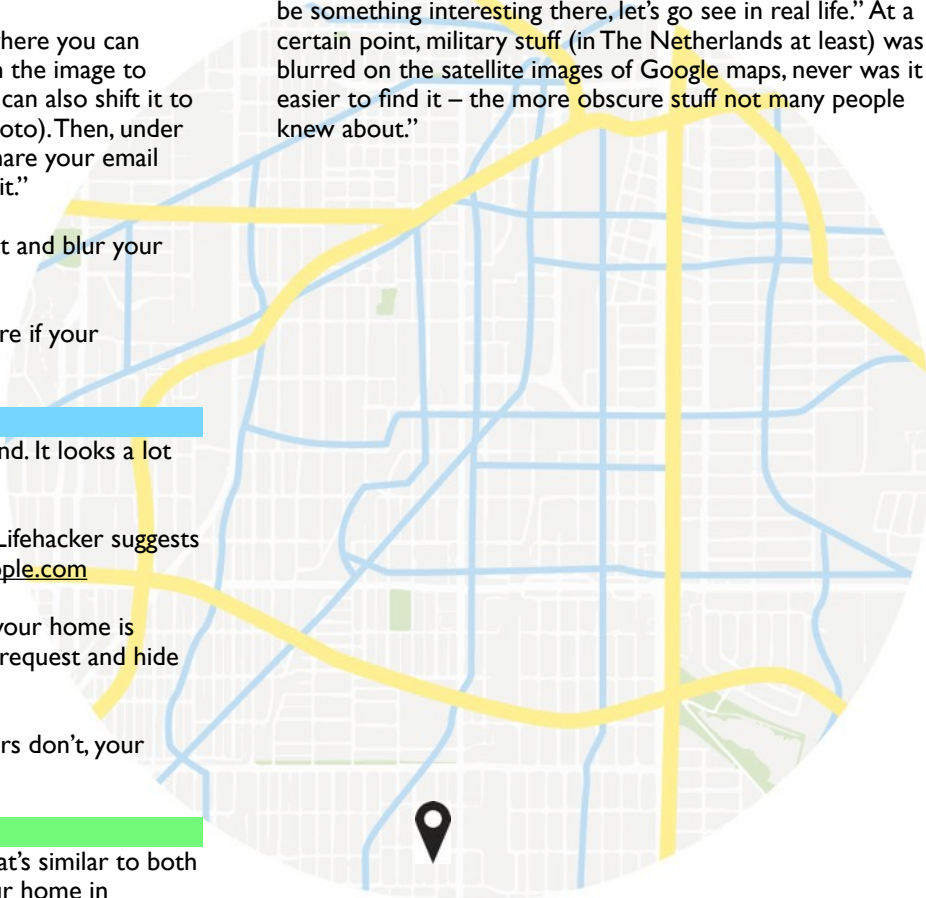 here you can
the image to
can also shift it to
oto). Then, under
are your email
it.”
t and blur your
re if your
nd. It looks a lot
Lifehacker suggests
ple.com
your home is
request and hide
rs don’t, your
at’s similar to both
ur home in
be something interesting there, let’s go see in real life.” At a
certain point, military stuff (in The Netherlands at least) was
blurred on the satellite images of Google maps, never was it
easier to find it – the more obscure stuff not many people
knew about.”